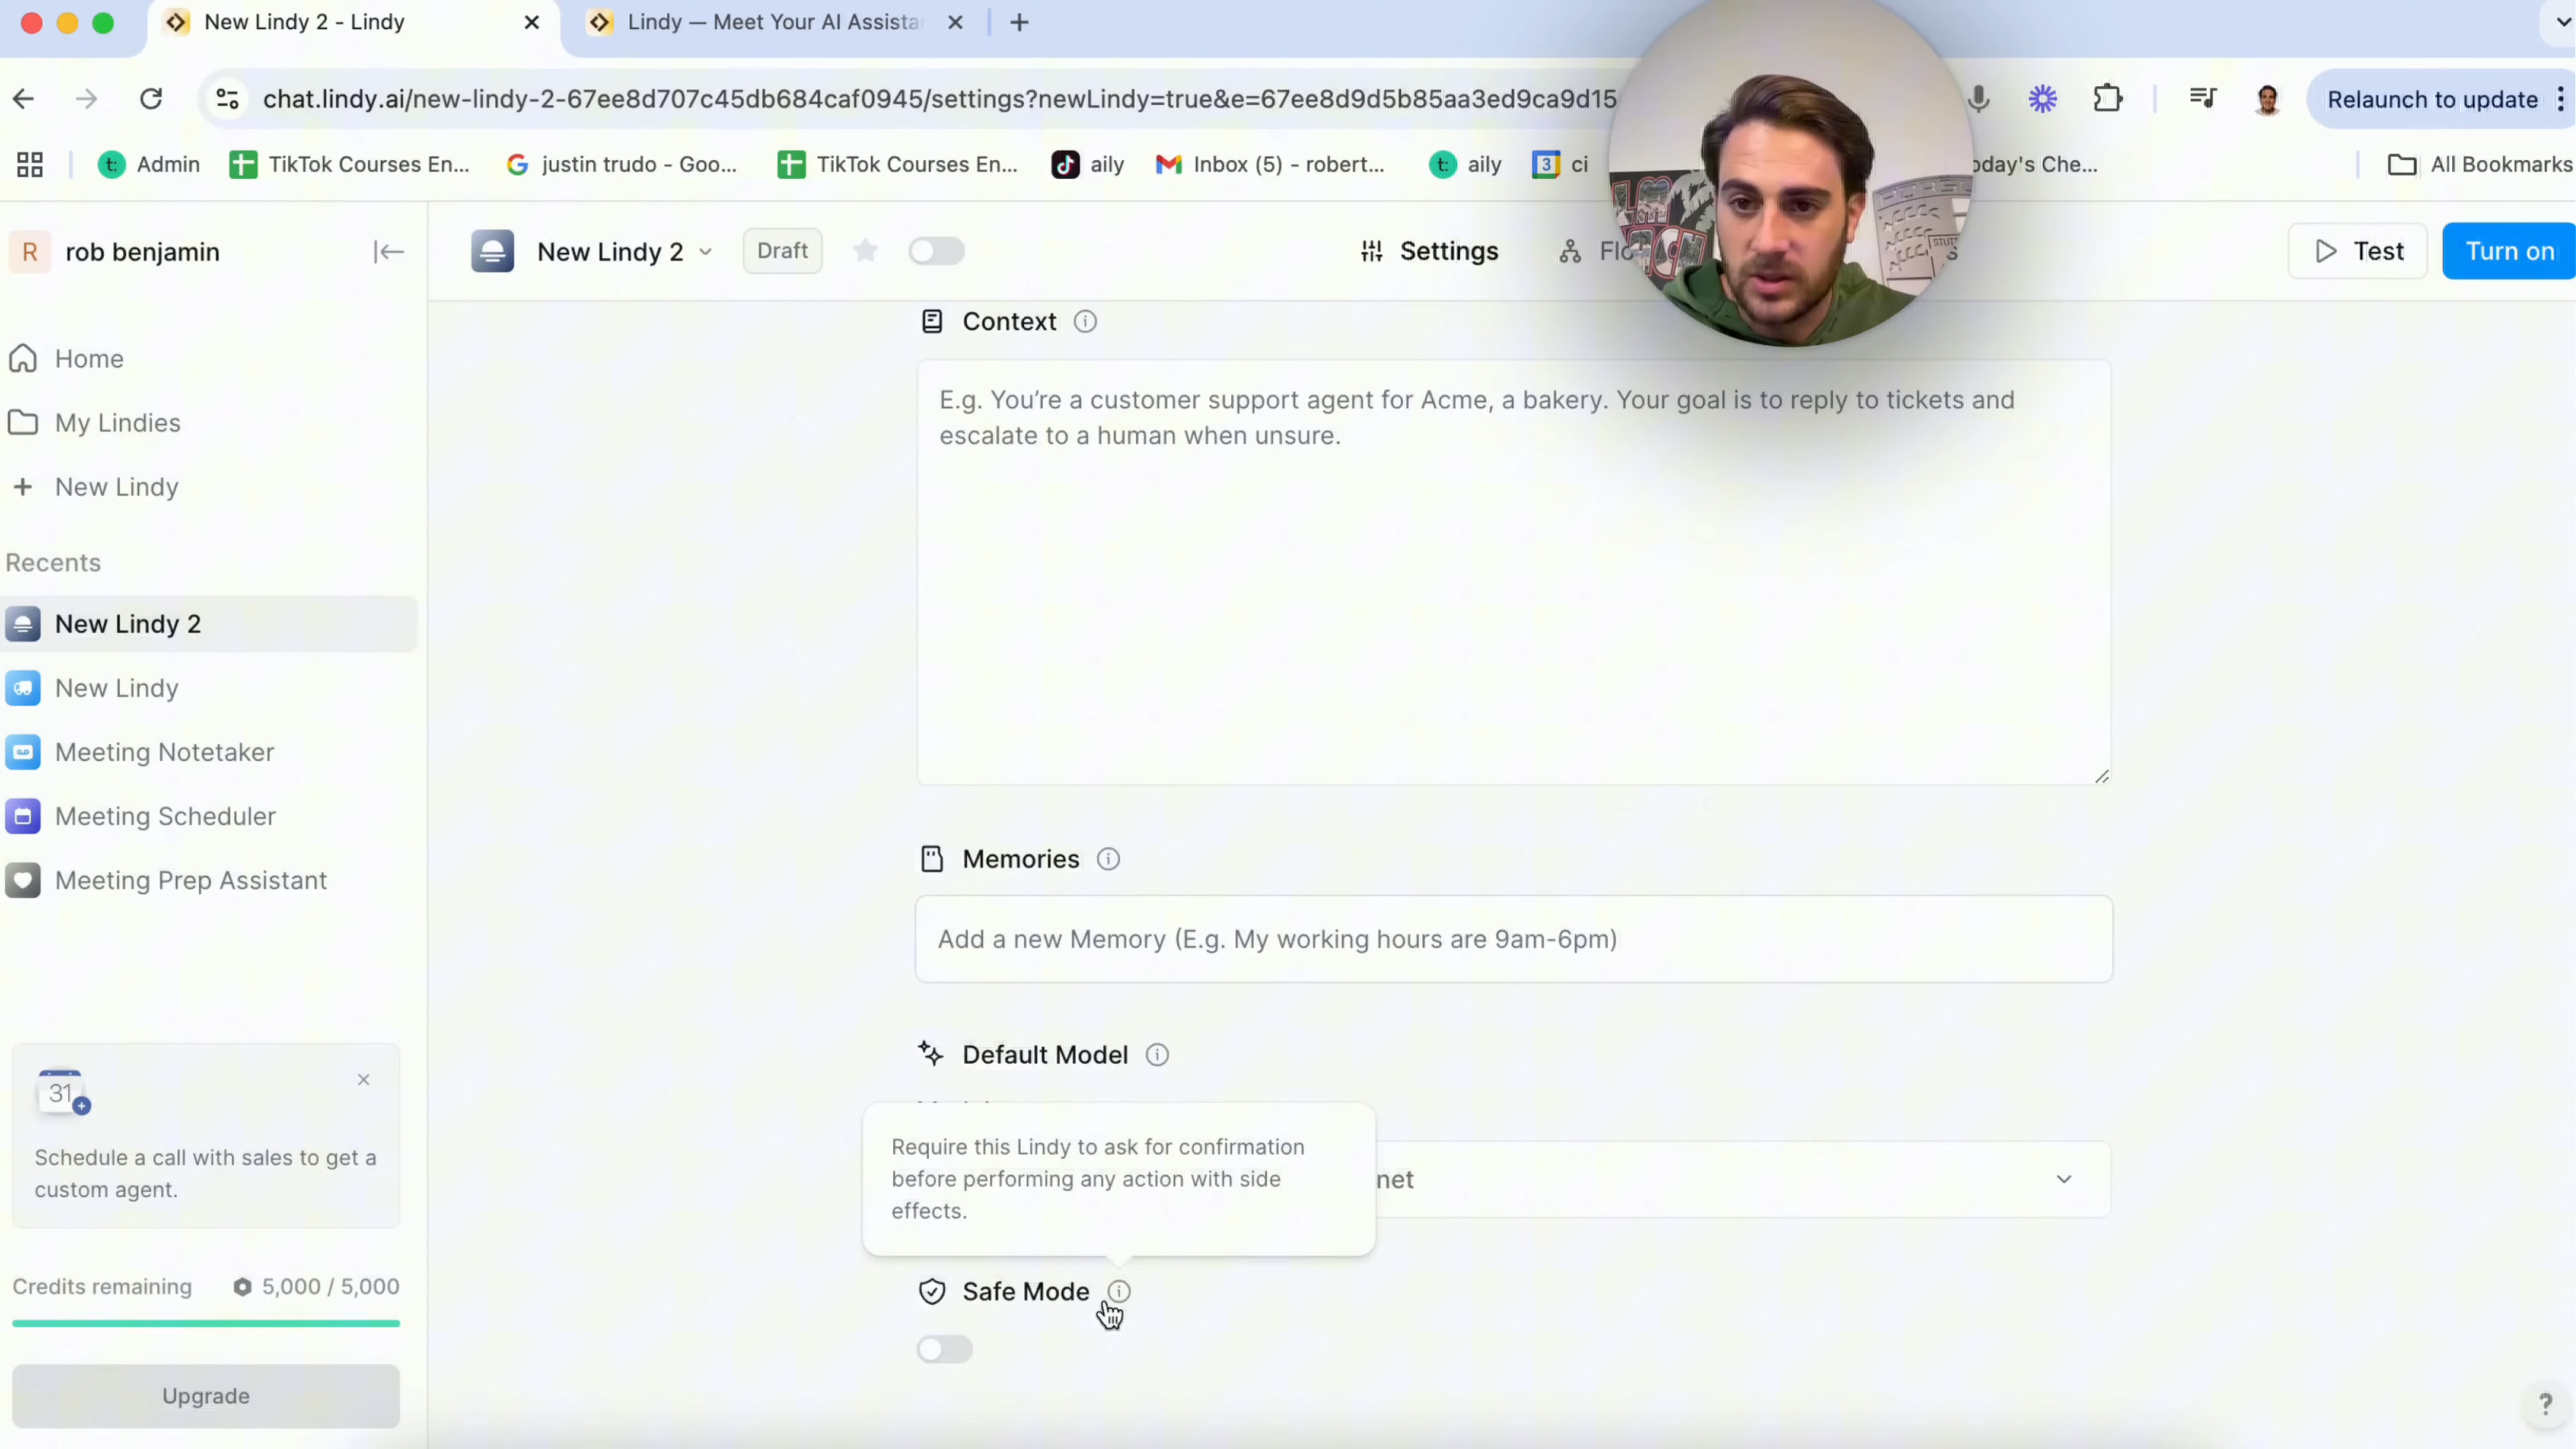 New Lindy 2 - Lindy
Lindy — Meet Your AI Assista
chat.lindy.ai/new-lindy-2-67ee8d707c45db684caf0945/settings?newLindy=true&e=67ee8d9d5b85aa3ed9ca9d15
Relaunch to update
Admin
TikTok Courses En...
justin trudo - Goo...
TikTok Courses En...
aily
Inbox (5) - robert...
aily
3
ci
oday's Che...
All Bookmarks
R
rob benjamin
New Lindy 2
Draft
Settings
Test
Turn on
Home
My Lindies
New Lindy
Recents
New Lindy 2
New Lindy
Meeting Notetaker
Meeting Scheduler
Meeting Prep Assistant
31
Schedule a call with sales to get a
custom agent.
Credits remaining
5,000 / 5,000
Upgrade
Context
E.g. You’re a customer support agent for Acme, a bakery. Your goal is to reply to tickets and
escalate to a human when unsure.
Memories
Add a new Memory (E.g. My working hours are 9am-6pm)
Default Model
Require this Lindy to ask for confirmation
before performing any action with side
effects.
net
Safe Mode
?